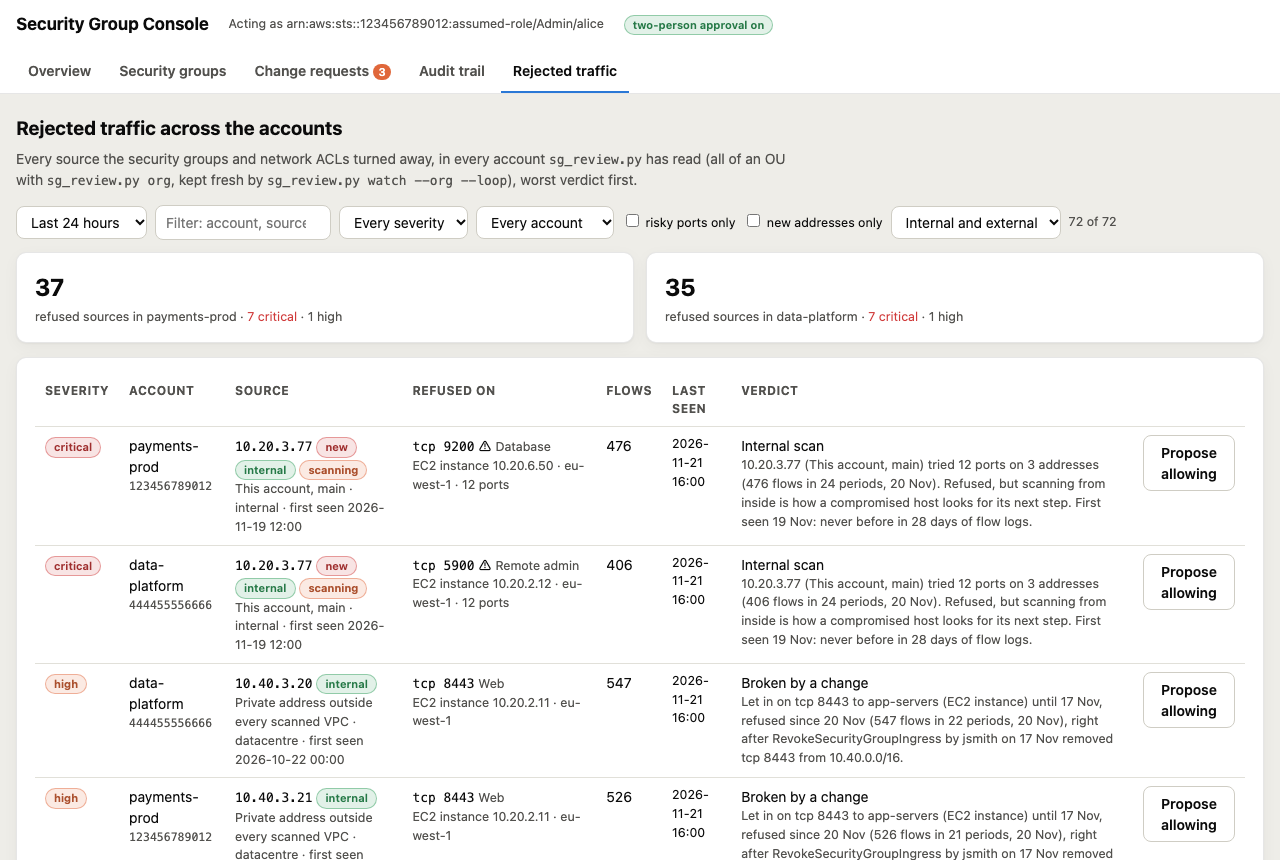 Security Group Console
Acting as arn:aws:sts::123456789012:assumed-role/Admin/alice
two-person approval on
Overview
Security groups
Change requests 3
Audit trail
Rejected traffic
Rejected traffic across the accounts
Every source the security groups and network ACLs turned away, in every account sg_review.py has read (all of an OU
with sg_review.py org, kept fresh by sg_review.py watch --org --loop), worst verdict first.
Last 24 hours
Filter: account, source
Every severity
Every account
risky ports only
new addresses only
Internal and external
72 of 72
37
refused sources in payments-prod · 7 critical · 1 high
35
refused sources in data-platform · 7 critical · 1 high
SEVERITY
ACCOUNT
SOURCE
REFUSED ON
FLOWS
LAST
SEEN
VERDICT
critical
payments-
prod
123456789012
10.20.3.77 new
internal scanning
This account, main ·
internal · first seen 2026-
11-19 12:00
tcp 9200 ⚠ Database
EC2 instance 10.20.6.50 · eu-
west-1 · 12 ports
476
2026-
11-21
16:00
Internal scan
10.20.3.77 (This account, main) tried 12 ports on 3 addresses
(476 flows in 24 periods, 20 Nov). Refused, but scanning from
inside is how a compromised host looks for its next step. First
seen 19 Nov: never before in 28 days of flow logs.
Propose
allowing
critical
data-
platform
444455556666
10.20.3.77 new
internal scanning
This account, main ·
internal · first seen 2026-
11-19 12:00
tcp 5900 ⚠ Remote admin
EC2 instance 10.20.2.12 · eu-
west-1 · 12 ports
406
2026-
11-21
16:00
Internal scan
10.20.3.77 (This account, main) tried 12 ports on 3 addresses
(406 flows in 24 periods, 20 Nov). Refused, but scanning from
inside is how a compromised host looks for its next step. First
seen 19 Nov: never before in 28 days of flow logs.
Propose
allowing
high
data-
platform
444455556666
10.40.3.20 internal
Private address outside
every scanned VPC ·
datacentre · first seen
2026-10-22 00:00
tcp 8443 Web
EC2 instance 10.20.2.11 · eu-
west-1
547
2026-
11-21
16:00
Broken by a change
Let in on tcp 8443 to app-servers (EC2 instance) until 17 Nov,
refused since 20 Nov (547 flows in 22 periods, 20 Nov), right
after RevokeSecurityGroupIngress by jsmith on 17 Nov removed
tcp 8443 from 10.40.0.0/16.
Propose
allowing
high
payments-
prod
123456789012
10.40.3.21 internal
Private address outside
every scanned VPC ·
datacentre · first seen
tcp 8443 Web
EC2 instance 10.20.2.11 · eu-
west-1
526
2026-
11-21
16:00
Broken by a change
Let in on tcp 8443 to app-servers (EC2 instance) until 17 Nov,
refused since 20 Nov (526 flows in 21 periods, 20 Nov), right
after RevokeSecurityGroupIngress by jsmith on 17 Nov removed
Propose
allowing